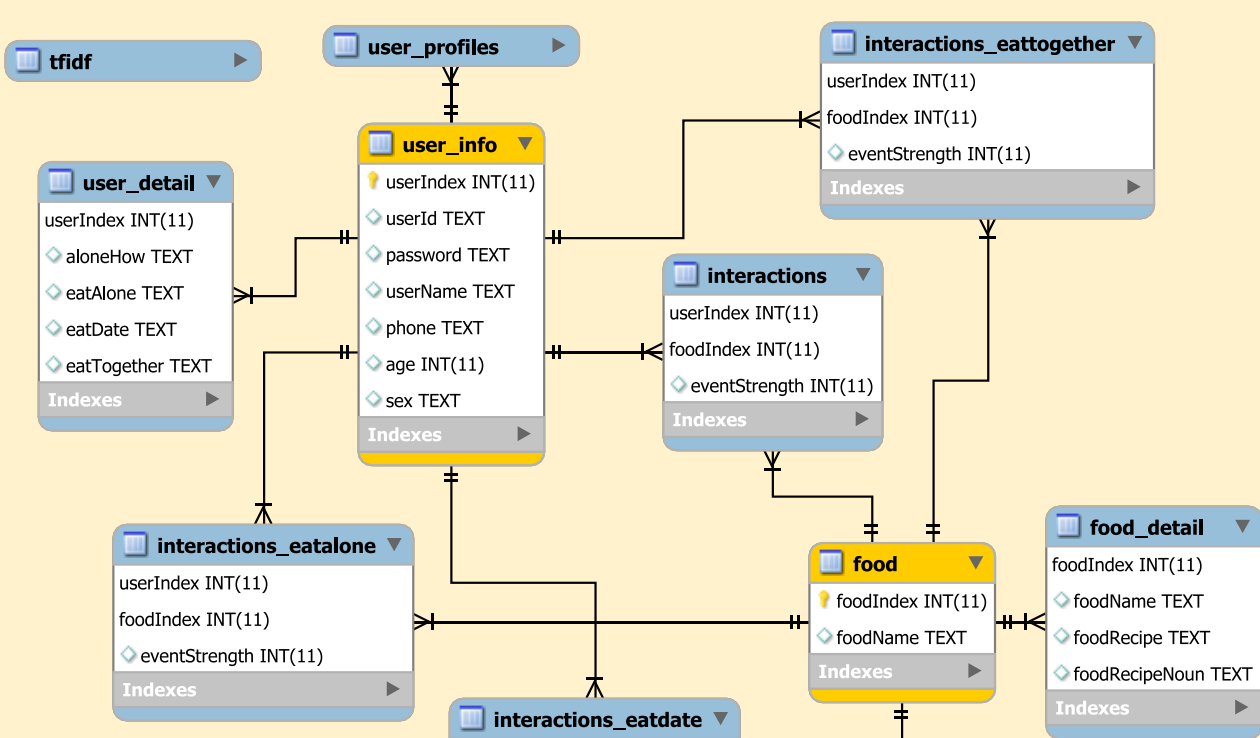 tfidf
user_profiles
interactions_eattogether
userIndex INT(11)
foodIndex INT(11)
eventStrength INT(11)
Indexes
user_info
userIndex INT(11)
userId TEXT
password TEXT
userName TEXT
phone TEXT
age INT(11)
sex TEXT
Indexes
user_detail
userIndex INT(11)
aloneHow TEXT
eatAlone TEXT
eatDate TEXT
eatTogether TEXT
Indexes
interactions
userIndex INT(11)
foodIndex INT(11)
eventStrength INT(11)
Indexes
interactions_eatalone
userIndex INT(11)
foodIndex INT(11)
eventStrength INT(11)
Indexes
food
foodIndex INT(11)
foodName TEXT
Indexes
food_detail
foodIndex INT(11)
foodName TEXT
foodRecipe TEXT
foodRecipeNoun TEXT
Indexes
interactions_eatdate